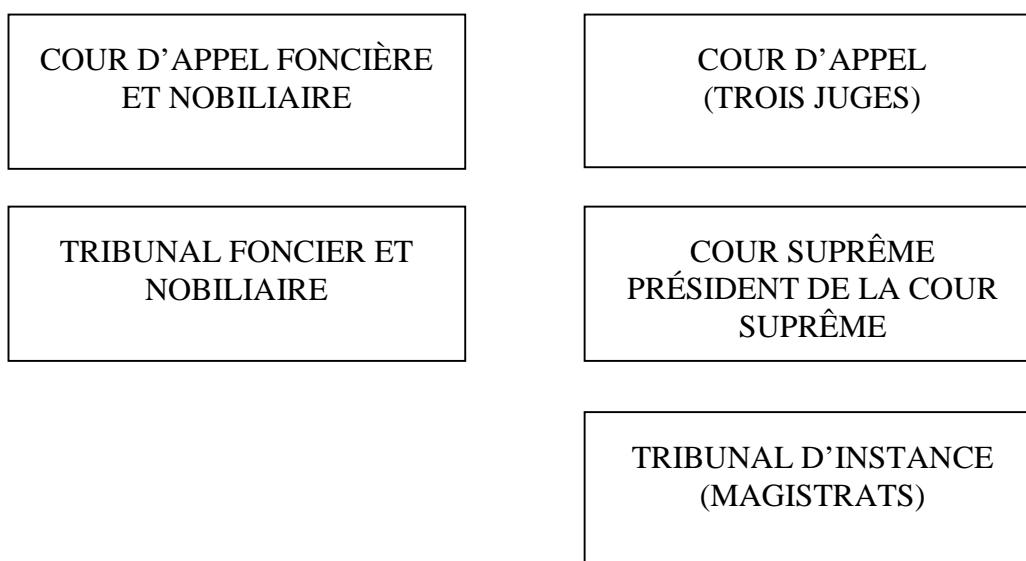 COUR D’APPEL FONCIÈRE
ET NOBILIAIRE
COUR D’APPEL
(TROIS JUGES)
TRIBUNAL FONCIER ET
NOBILIAIRE
COUR SUPRÊME
PRÉSIDENT DE LA COUR
SUPRÊME
TRIBUNAL D’INSTANCE
(MAGISTRATS)